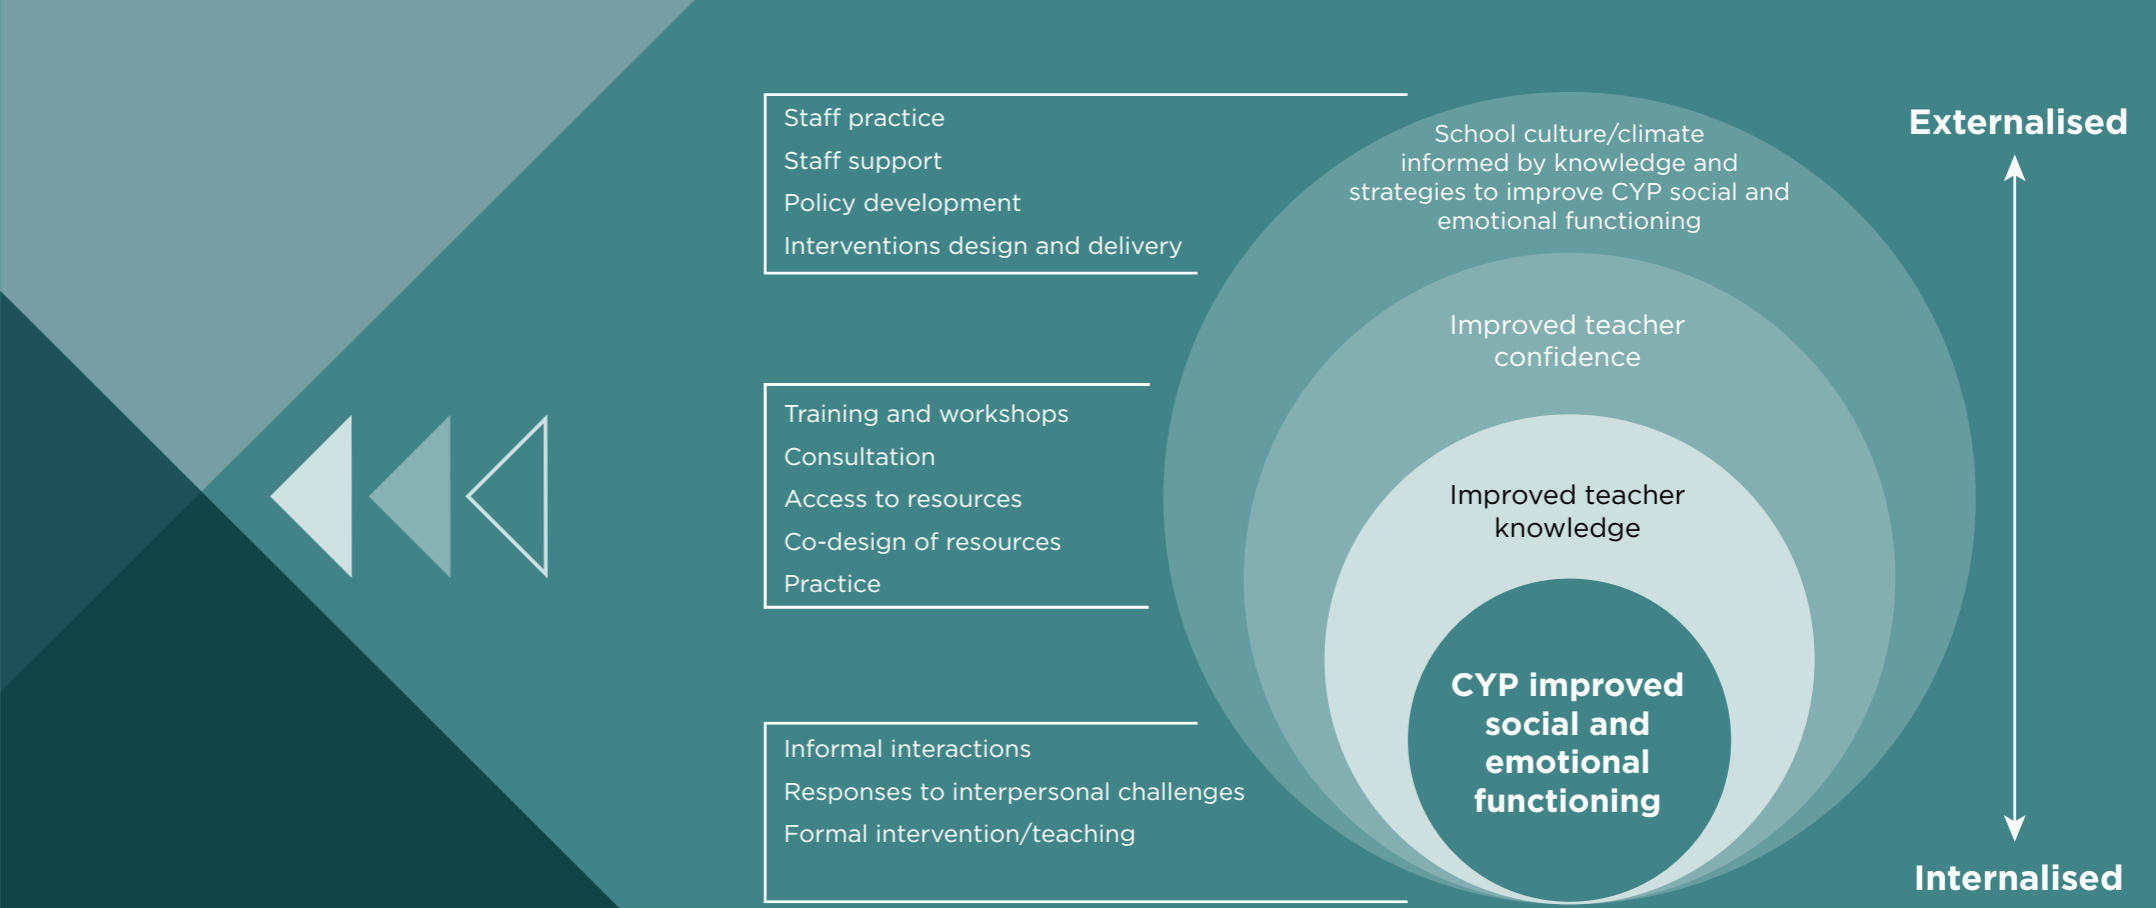 Staff practice
Staff support
Policy development
Interventions design and delivery
Training and workshops
Consultation
Access to resources
Co-design of resources
Practice
Informal interactions
Responses to interpersonal challenges
Formal intervention/teaching
School culture/climate
informed by knowledge and
strategies to improve CYP social and
emotional functioning
Improved teacher
confidence
Improved teacher
knowledge
CYP improved
social and
emotional
functioning
Externalised
Internalised